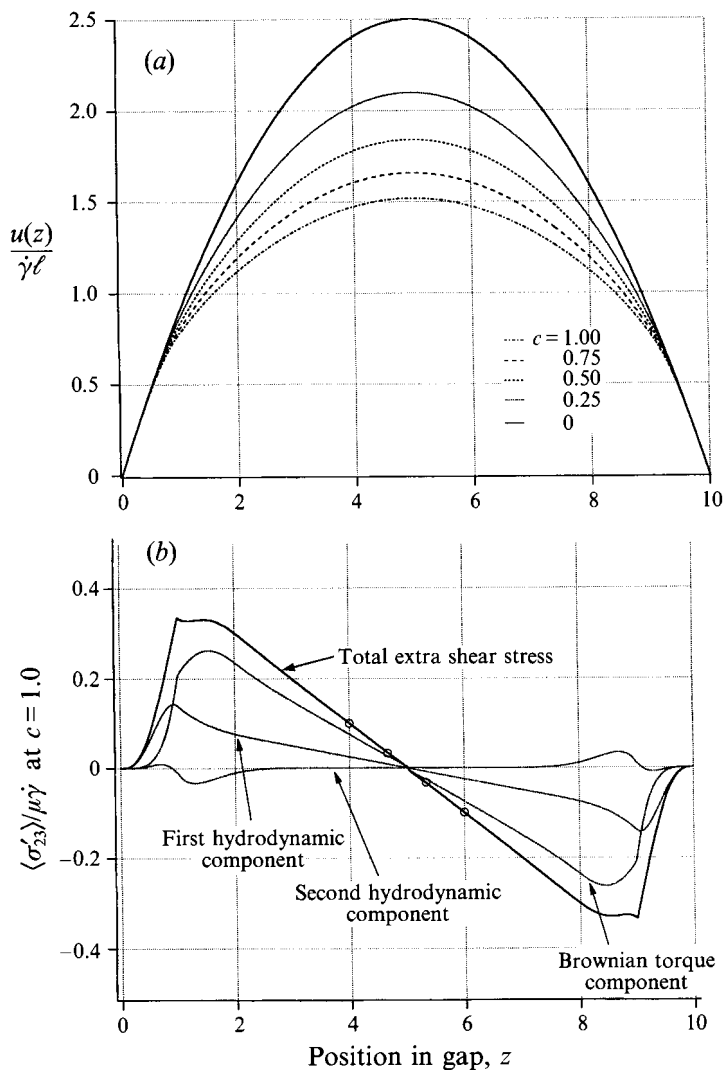 2.5
(a)
2.0
1.5
u(z)
γ̇ℓ
1.0
c = 1.00
0.75
0.50
0.25
0
0.5
0
0 2 4 6 8 10
(b)
0.4
Total extra shear stress
0.2
⟨σ′₂₃⟩/μγ̇ at c = 1.0
0
First hydrodynamic
component
−0.2
Second hydrodynamic
component
Brownian torque
component
−0.4
0 2 4 6 8 10
Position in gap, z